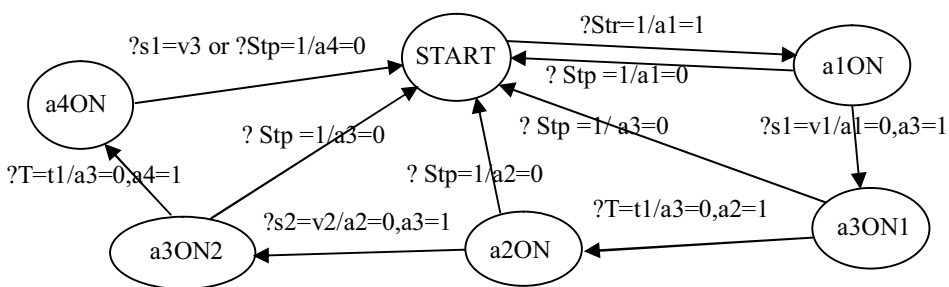 ?Str=1/a1=1
?s1=v3 or ?Stp=1/a4=0
START
a1ON
? Stp =1/a1=0
a4ON
?s1=v1/a1=0,a3=1
? Stp =1/a3=0
? Stp =1/ a3=0
?T=t1/a3=0,a4=1
? Stp=1/a2=0
?T=t1/a3=0,a2=1
?s2=v2/a2=0,a3=1
a3ON1
a3ON2
a2ON